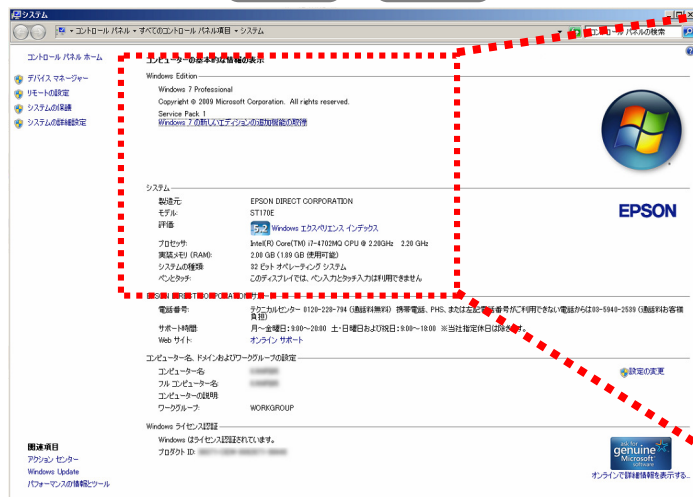 システム
コントロール パネル ▸ すべてのコントロール パネル項目 ▸ システム
コントロール パネルの検索
コントロール パネル ホーム
デバイス マネージャー
リモートの設定
システムの保護
システムの詳細設定
コンピューターの基本的な情報の表示
Windows Edition
Windows 7 Professional
Copyright © 2009 Microsoft Corporation. All rights reserved.
Service Pack 1
Windows 7 の新しいエディションの追加機能の取得
システム
製造元: EPSON DIRECT CORPORATION
モデル: ST170E
評価: 5.2 Windows エクスペリエンス インデックス
プロセッサ: Intel(R) Core(TM) i7-4702MQ CPU @ 2.20GHz 2.20 GHz
実装メモリ (RAM): 2.00 GB (1.89 GB 使用可能)
システムの種類: 32 ビット オペレーティング システム
ペンとタッチ: このディスプレイでは、ペン入力とタッチ入力は利用できません
EPSON
EPSON DIRECT CORPORATION サポート
電話番号: テクニカルセンター 0120-228-794 (通話料無料) 携帯電話、PHS、または左記電話番号がご利用できない電話からは03-5940-2539 (通話料お客様
負担)
サポート時間: 月～金曜日:9:00～20:00 土・日曜日および祝日:9:00～18:00 ※当社指定休日は除きます。
Web サイト: オンライン サポート
コンピューター名、ドメインおよびワークグループの設定
コンピューター名:
フル コンピューター名:
コンピューターの説明:
ワークグループ: WORKGROUP
設定の変更
Windows ライセンス認証
Windows はライセンス認証されています。
プロダクト ID:
ask for
genuine
Microsoft
software
オンラインで詳細情報を表示する...
関連項目
アクション センター
Windows Update
パフォーマンスの情報とツール